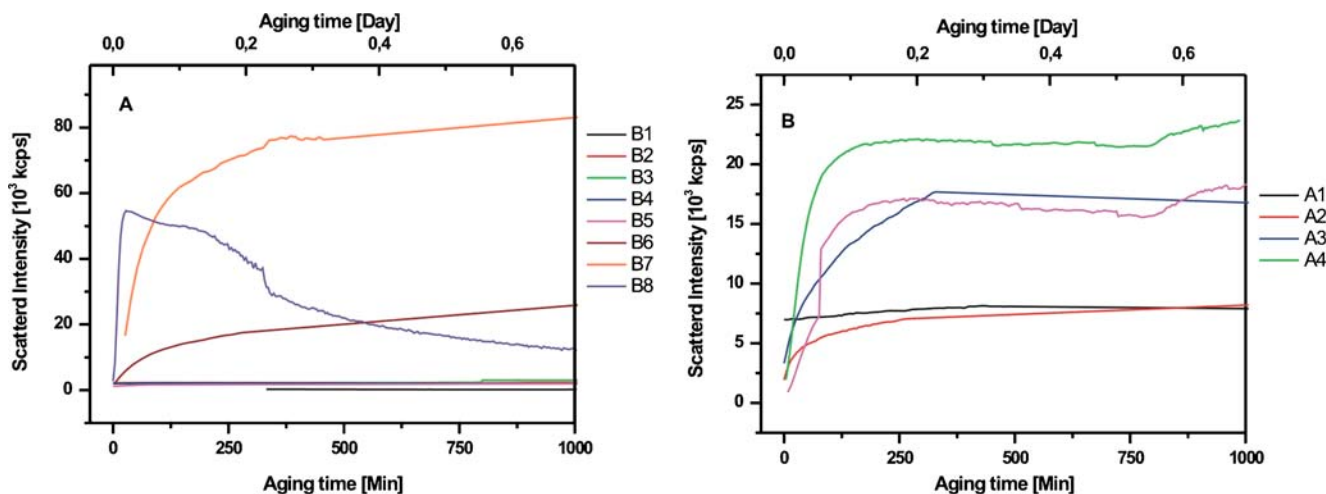 Aging time [Day]
0,0 0,2 0,4 0,6
A
Scatterd Intensity [10³ kcps]
80
60
40
20
0
0 250 500 750 1000
Aging time [Min]
B1
B2
B3
B4
B5
B6
B7
B8
Aging time [Day]
0,0 0,2 0,4 0,6
B
Scatterd Intensity [10³ kcps]
25
20
15
10
5
0
0 250 500 750 1000
Aging time [Min]
A1
A2
A3
A4